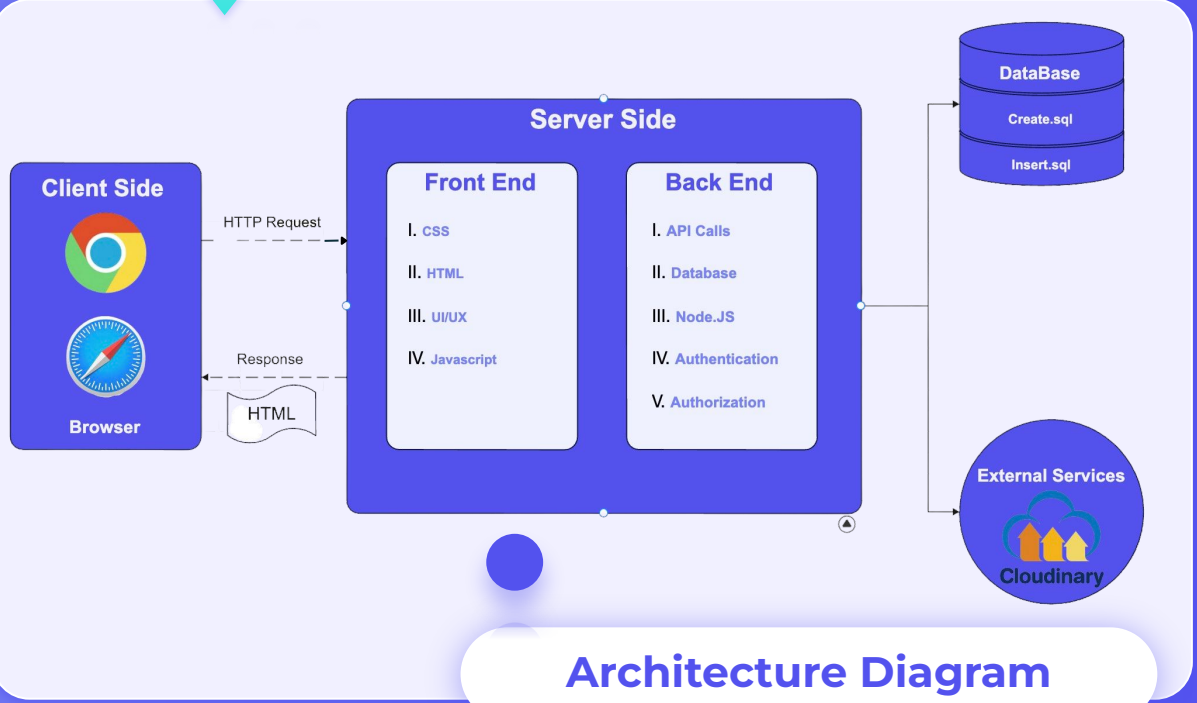 Client Side
Browser
HTTP Request
Response
HTML
Server Side
Front End
I. CSS
II. HTML
III. UI/UX
IV. Javascript
Back End
I. API Calls
II. Database
III. Node.JS
IV. Authentication
V. Authorization
DataBase
Create.sql
Insert.sql
External Services
Cloudinary
Architecture Diagram